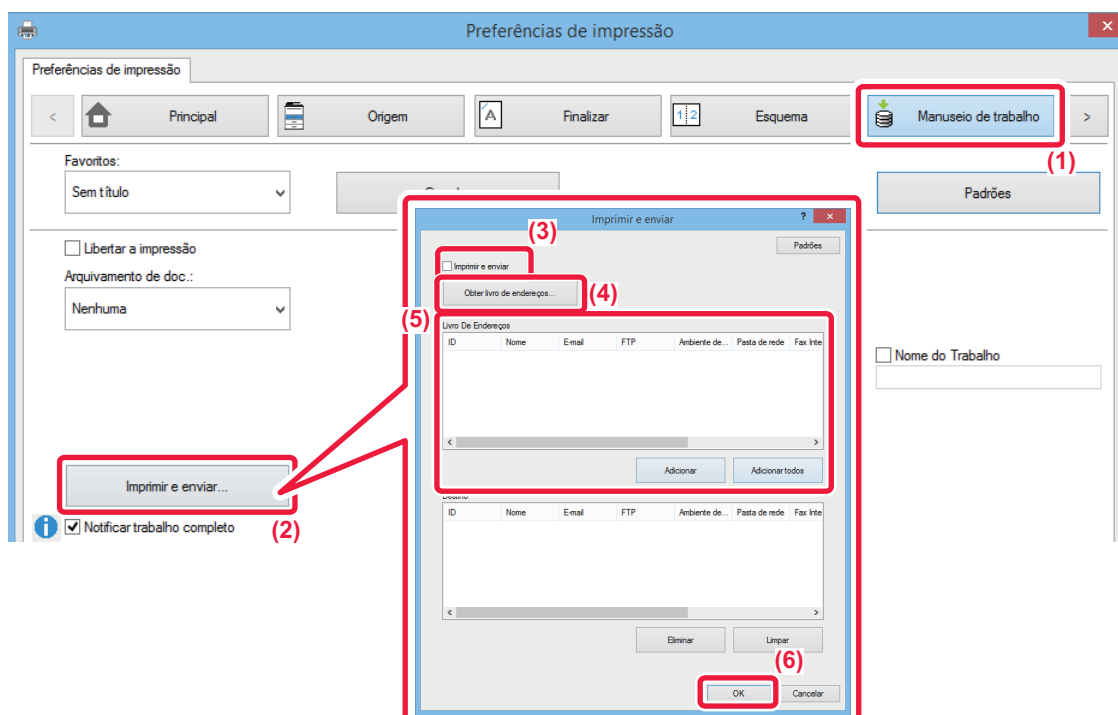 Preferências de impressão
Preferências de impressão
< Principal Origem Finalizar Esquema Manuseio de trabalho >
(1)
Favoritos:
Sem título
Padrões
Libertar a impressão
Arquivamento de doc.:
Nenhuma
Nome do Trabalho
Imprimir e enviar...
(2)
Notificar trabalho completo
Imprimir e enviar
?
Padrões
(3)
Imprimir e enviar
Obter livro de endereços...
(4)
(5)
Livro De Endereços
ID Nome E-mail FTP Ambiente de... Pasta de rede Fax Inte
Adicionar Adicionar todos
Destino
ID Nome E-mail FTP Ambiente de... Pasta de rede Fax Inte
Eliminar Limpar
(6)
OK Cancelar